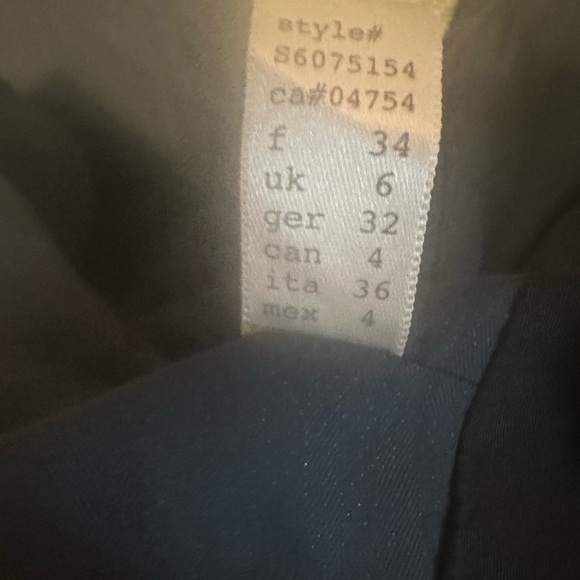 style#
S6075154
ca#04754
f 34
uk 6
ger 32
can 4
ita 36
mex 4